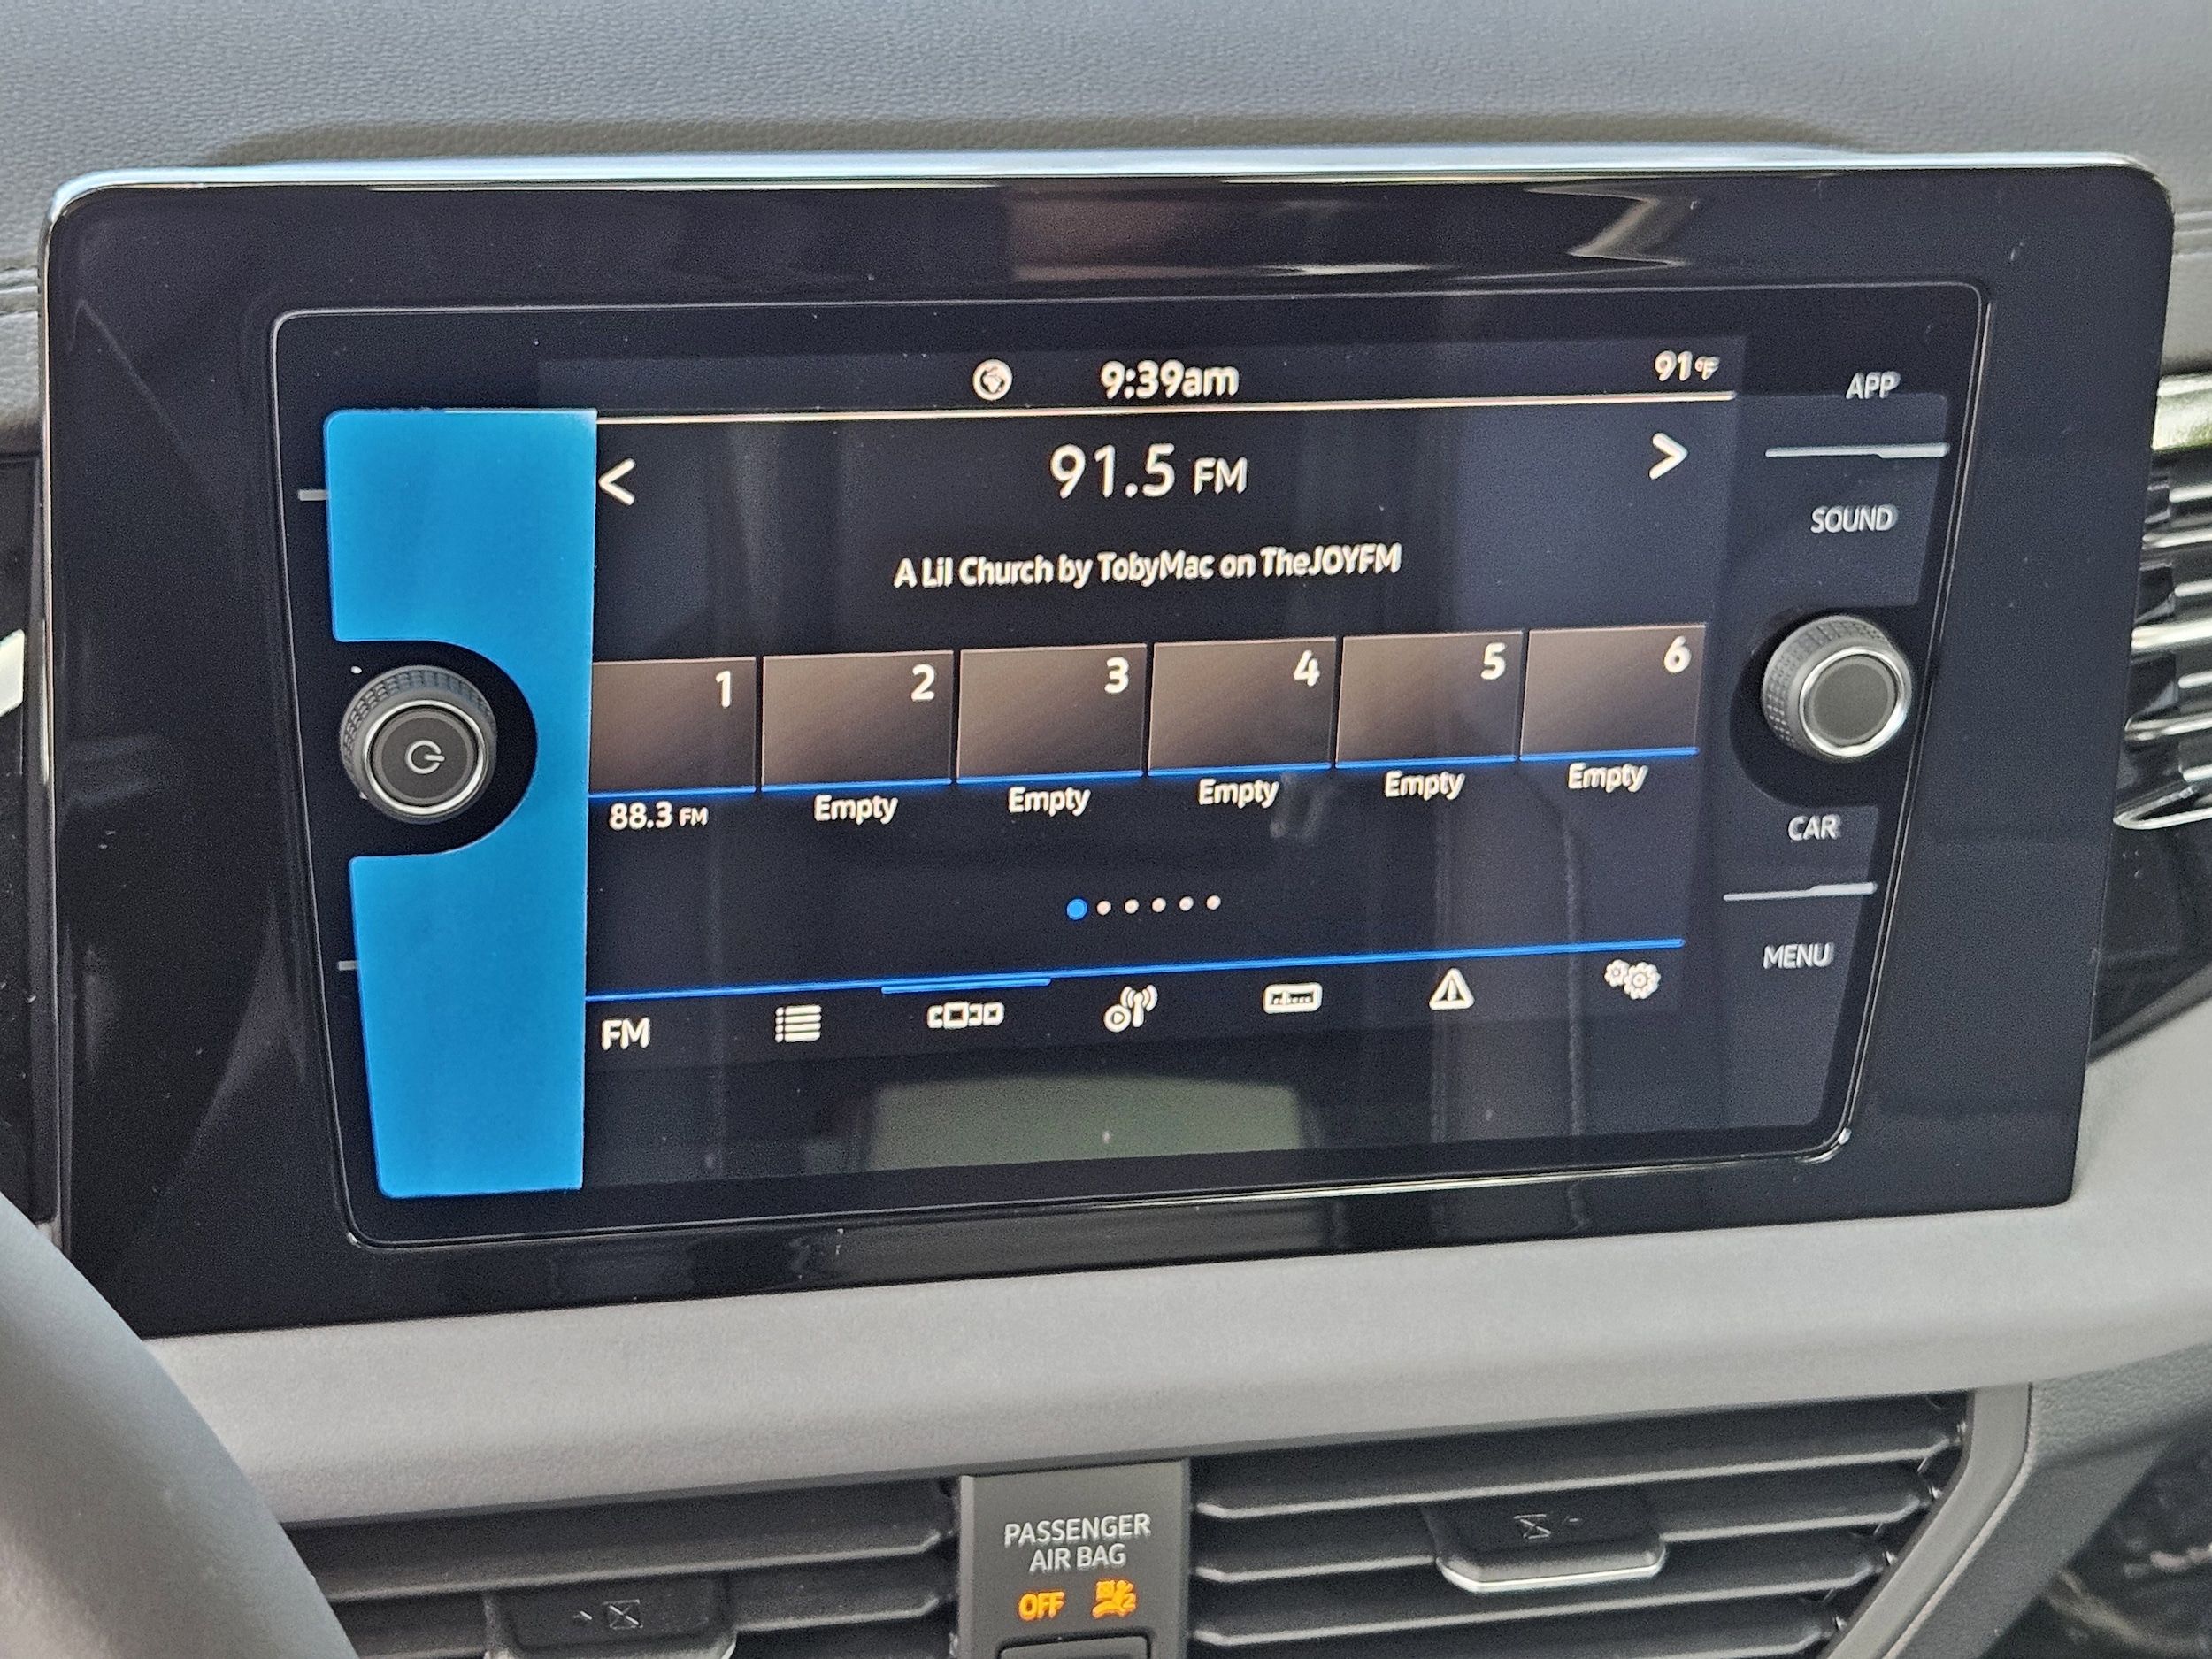 9:39am 91°F
APP
< 91.5 FM >
SOUND
A Lil Church by TobyMac on TheJOYFM
1 2 3 4 5 6
88.3 FM Empty Empty Empty Empty Empty
CAR
MENU
FM
PASSENGER
AIR BAG
OFF